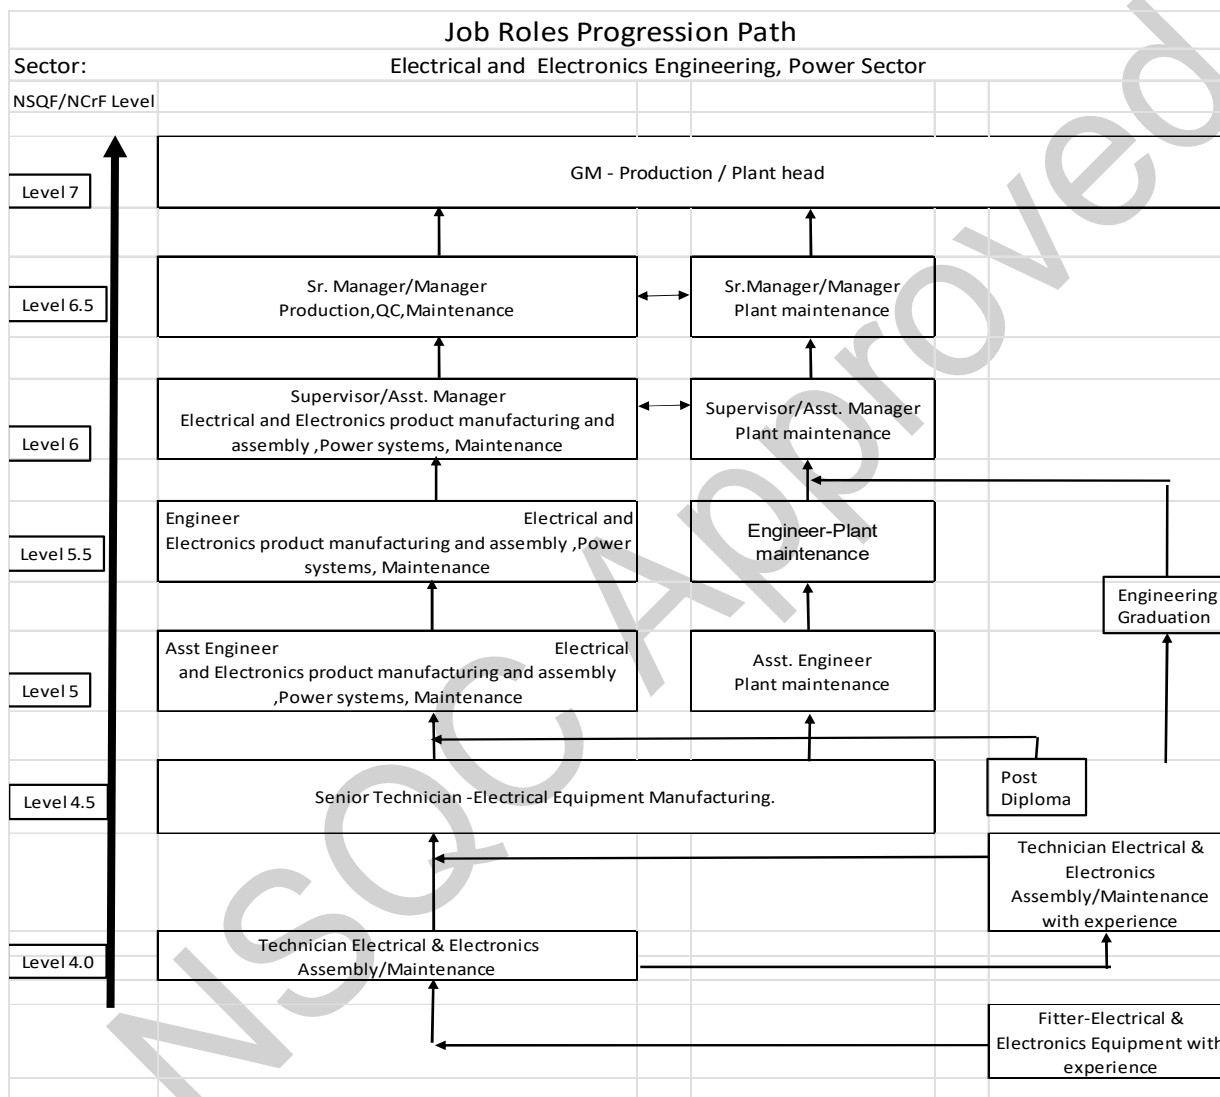 Job Roles Progression Path
Sector:
Electrical and  Electronics Engineering, Power Sector
NSQF/NCrF Level
Level 7
GM - Production / Plant head
Level 6.5
Sr. Manager/Manager
Production,QC,Maintenance
Sr.Manager/Manager
Plant maintenance
Level 6
Supervisor/Asst. Manager
Electrical and Electronics product manufacturing and
assembly ,Power systems, Maintenance
Supervisor/Asst. Manager
Plant maintenance
Level 5.5
Engineer Electrical and
Electronics product manufacturing and assembly ,Power
systems, Maintenance
Engineer-Plant
maintenance
Engineering
Graduation
Level 5
Asst Engineer Electrical
and Electronics product manufacturing and assembly
,Power systems, Maintenance
Asst. Engineer
Plant maintenance
Level 4.5
Senior Technician -Electrical Equipment Manufacturing.
Post
Diploma
Technician Electrical &
Electronics
Assembly/Maintenance
with experience
Level 4.0
Technician Electrical & Electronics
Assembly/Maintenance
Fitter-Electrical &
Electronics Equipment with
experience
NSQC Approved